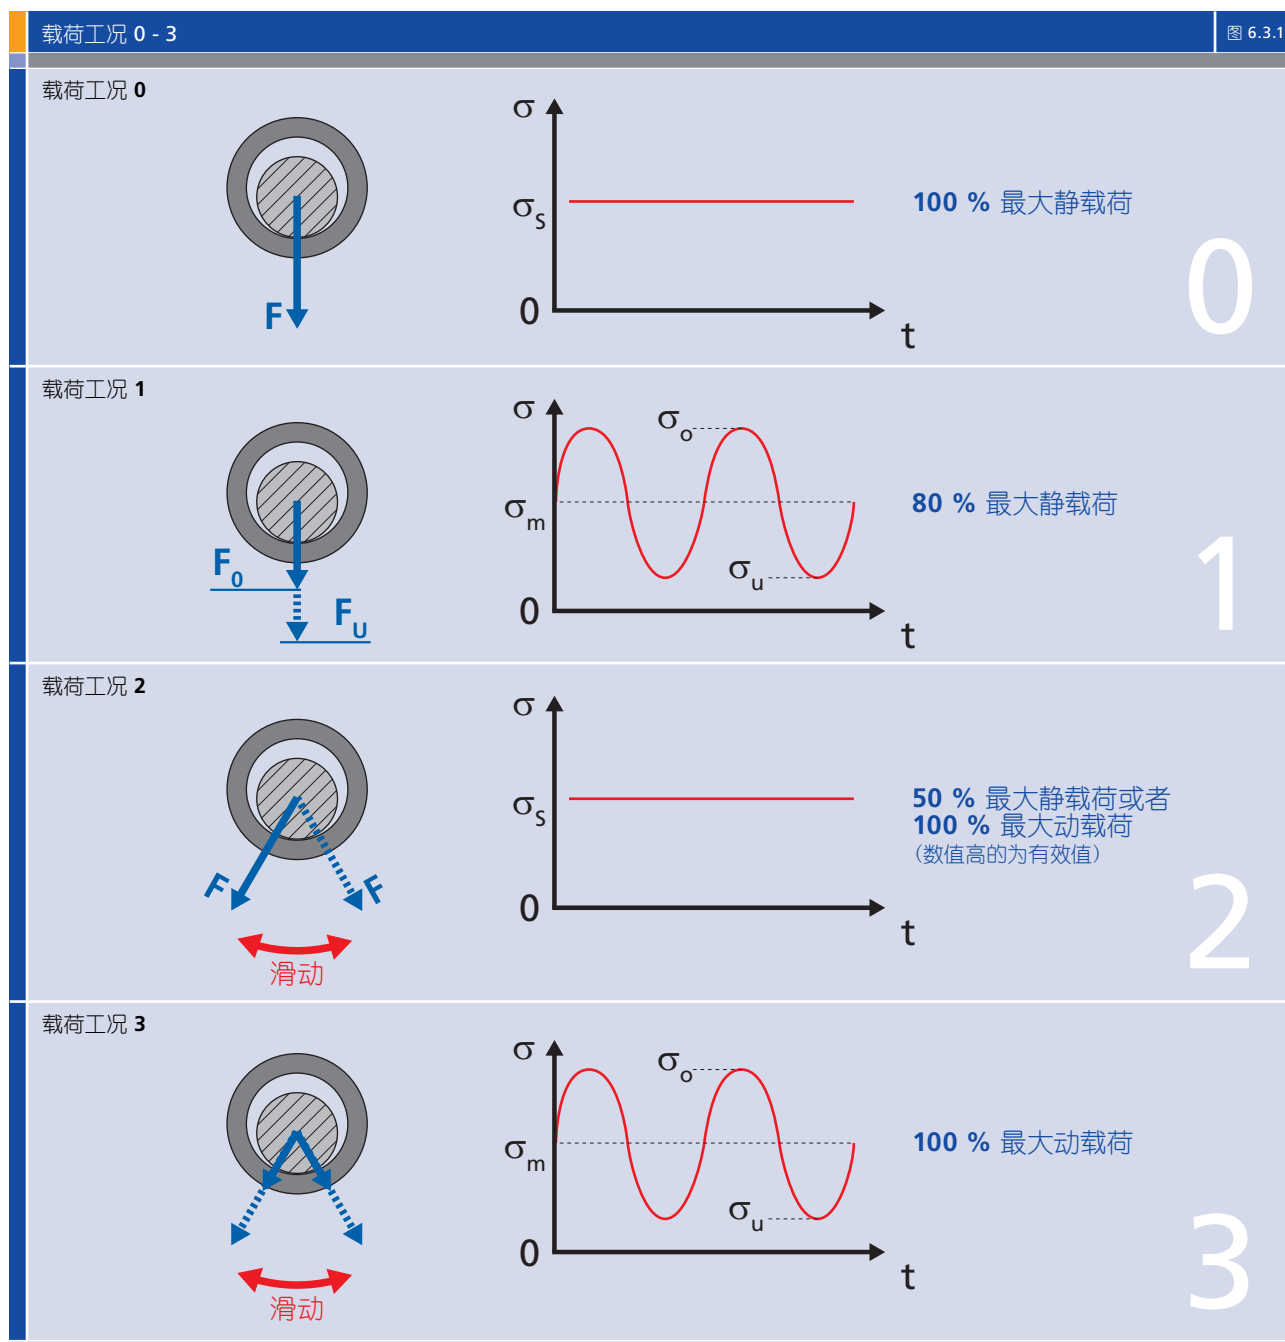 载荷工况 0 - 3
图 6.3.1
载荷工况 0
σ
σS
0
t
F
100 % 最大静载荷
0
载荷工况 1
σ
σo
σm
σu
0
t
F0
FU
80 % 最大静载荷
1
载荷工况 2
σ
σS
0
t
F
F
滑动
50 % 最大静载荷或者
100 % 最大动载荷
(数值高的为有效值)
2
载荷工况 3
σ
σo
σm
σu
0
t
滑动
100 % 最大动载荷
3